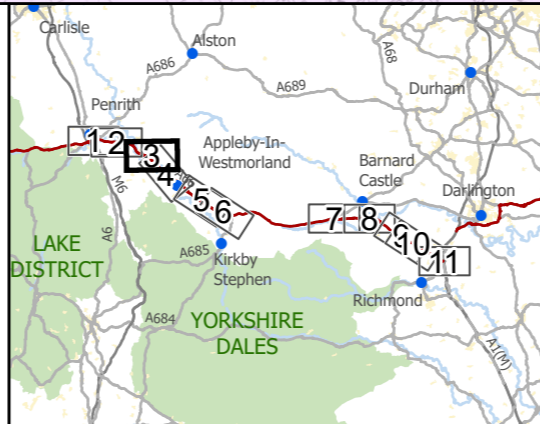 Carlisle
Alston
A68
A686
A689
Durham
Penrith
1 2
3
4
Appleby-In-
Westmorland
Barnard
Castle
Darlington
5 6
7
8
9
10
11
M6
A6
LAKE
DISTRICT
A685
Kirkby
Stephen
Richmond
A684
YORKSHIRE
DALES
A1(M)